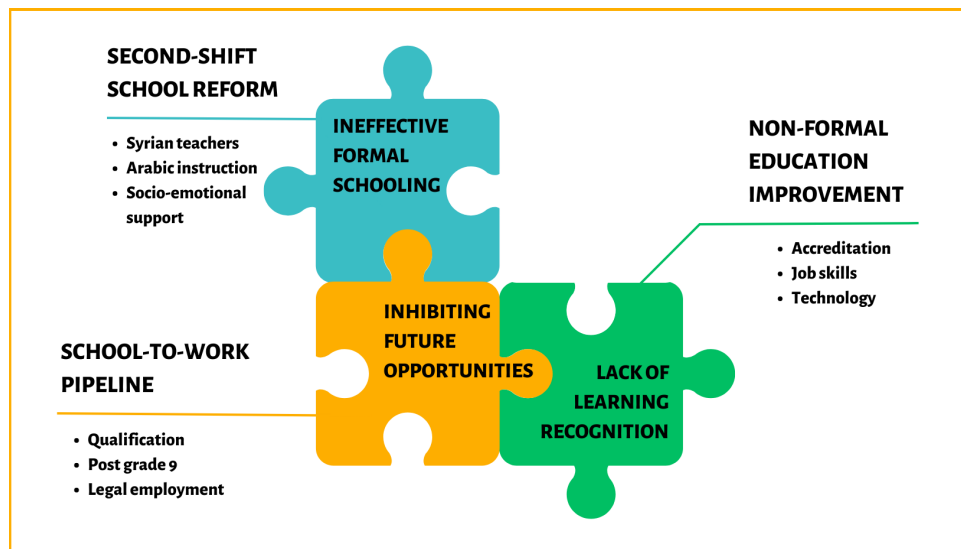 SECOND-SHIFT
SCHOOL REFORM
• Syrian teachers
• Arabic instruction
• Socio-emotional
support
INEFFECTIVE
FORMAL
SCHOOLING
NON-FORMAL
EDUCATION
IMPROVEMENT
• Accreditation
• Job skills
• Technology
SCHOOL-TO-WORK
PIPELINE
• Qualification
• Post grade 9
• Legal employment
INHIBITING
FUTURE
OPPORTUNITIES
LACK OF
LEARNING
RECOGNITION